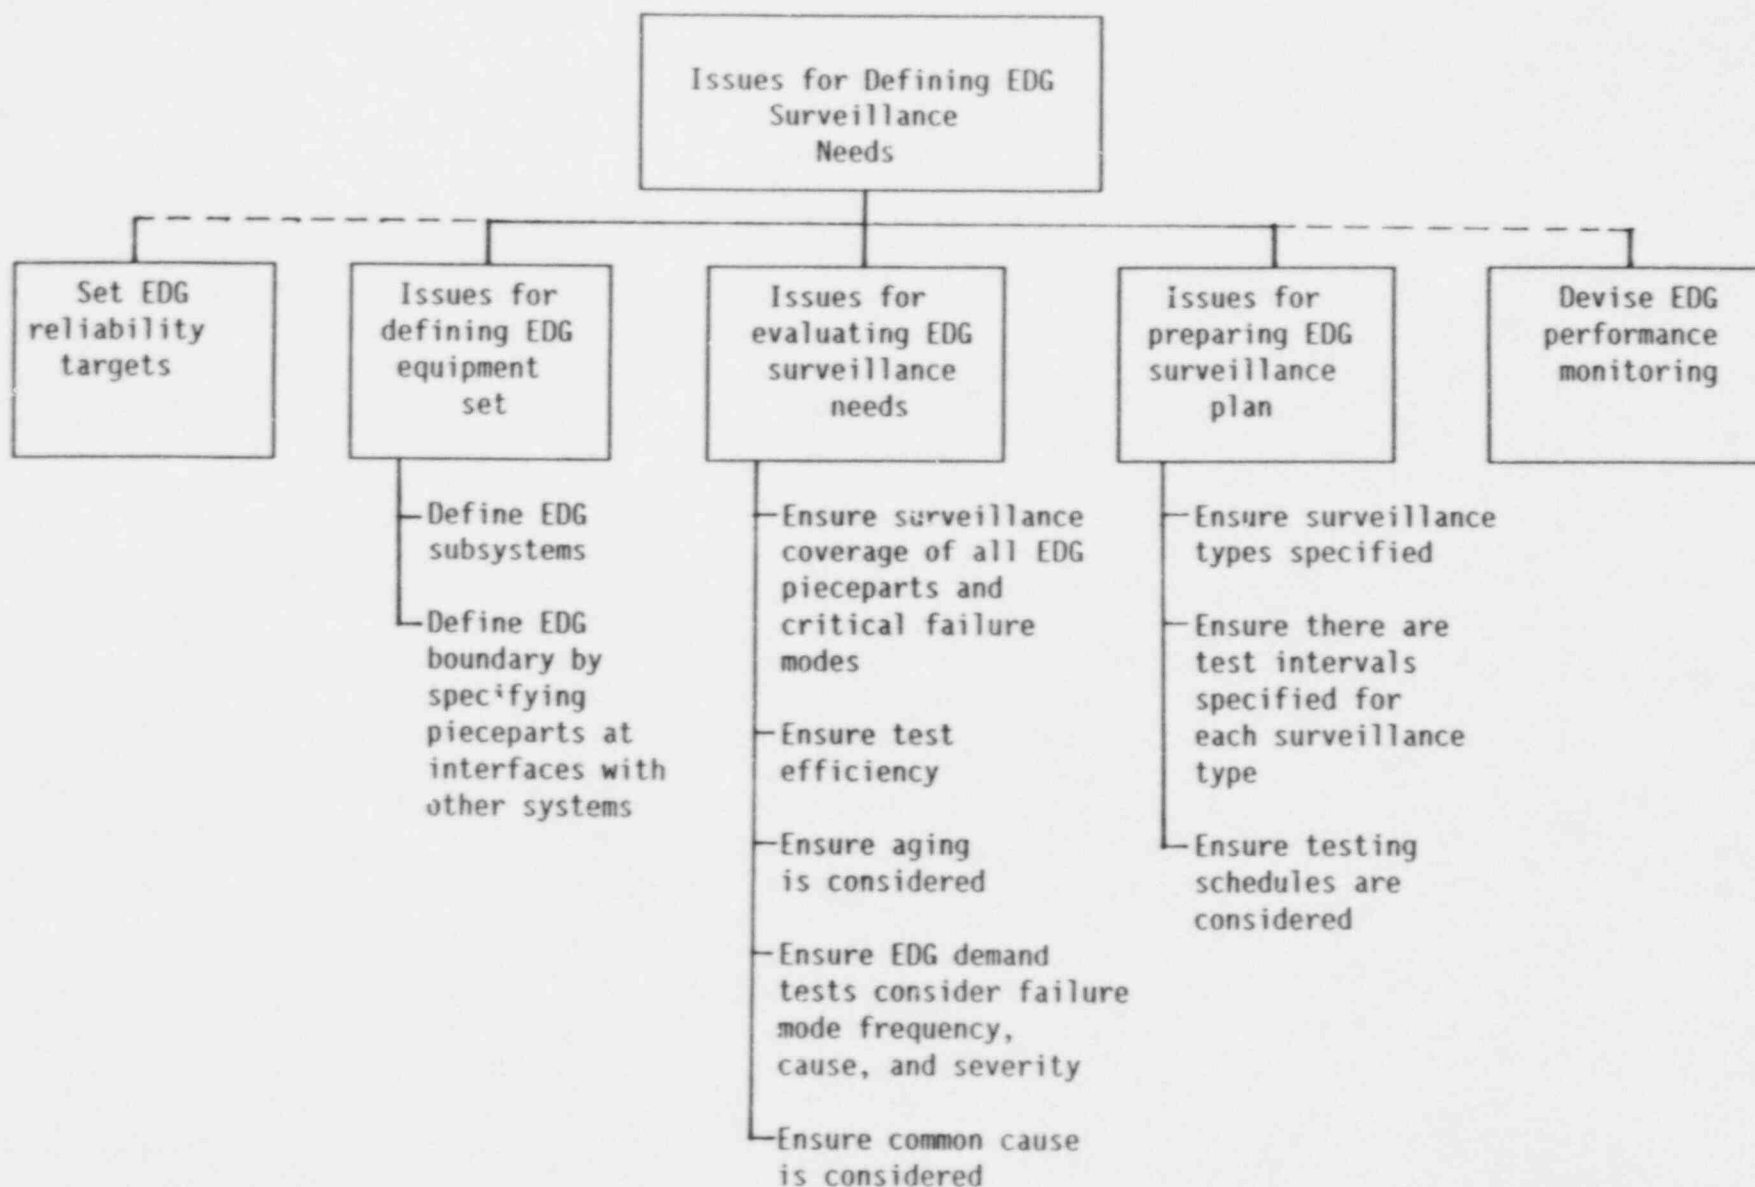 Issues for Defining EDG
Surveillance
Needs
Set EDG
reliability
targets
Issues for
defining EDG
equipment
set
Issues for
evaluating EDG
surveillance
needs
Issues for
preparing EDG
surveillance
plan
Devise EDG
performance
monitoring
Define EDG
subsystems
Define EDG
boundary by
specifying
pieceparts at
interfaces with
other systems
Ensure surveillance
coverage of all EDG
pieceparts and
critical failure
modes
Ensure test
efficiency
Ensure aging
is considered
Ensure EDG demand
tests consider failure
mode frequency,
cause, and severity
Ensure common cause
is considered
Ensure surveillance
types specified
Ensure there are
test intervals
specified for
each surveillance
type
Ensure testing
schedules are
considered